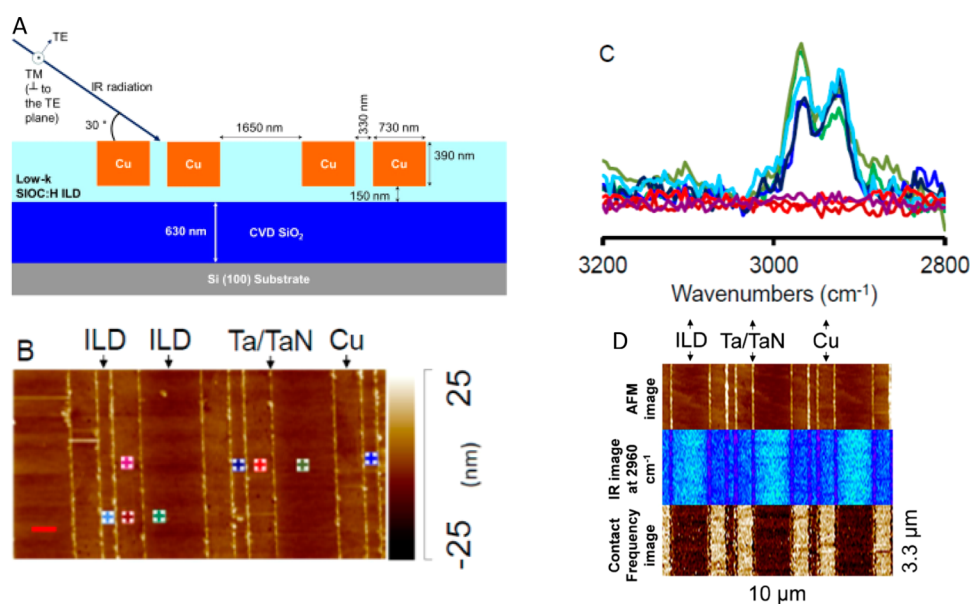 A
TE
TM
(⊥ to
the TE
plane)
IR radiation
30 °
1650 nm
330 nm
730 nm
Cu
Cu
Cu
Cu
390 nm
Low-k
SIOC:H ILD
150 nm
630 nm
CVD SiO₂
Si (100) Substrate
B
ILD
ILD
Ta/TaN
Cu
25
(nm)
-25
C
3200
3000
2800
Wavenumbers (cm⁻¹)
D
ILD
Ta/TaN
Cu
AFM
image
IR image
at 2960
cm⁻¹
Contact
Frequency
image
3.3 µm
10 µm